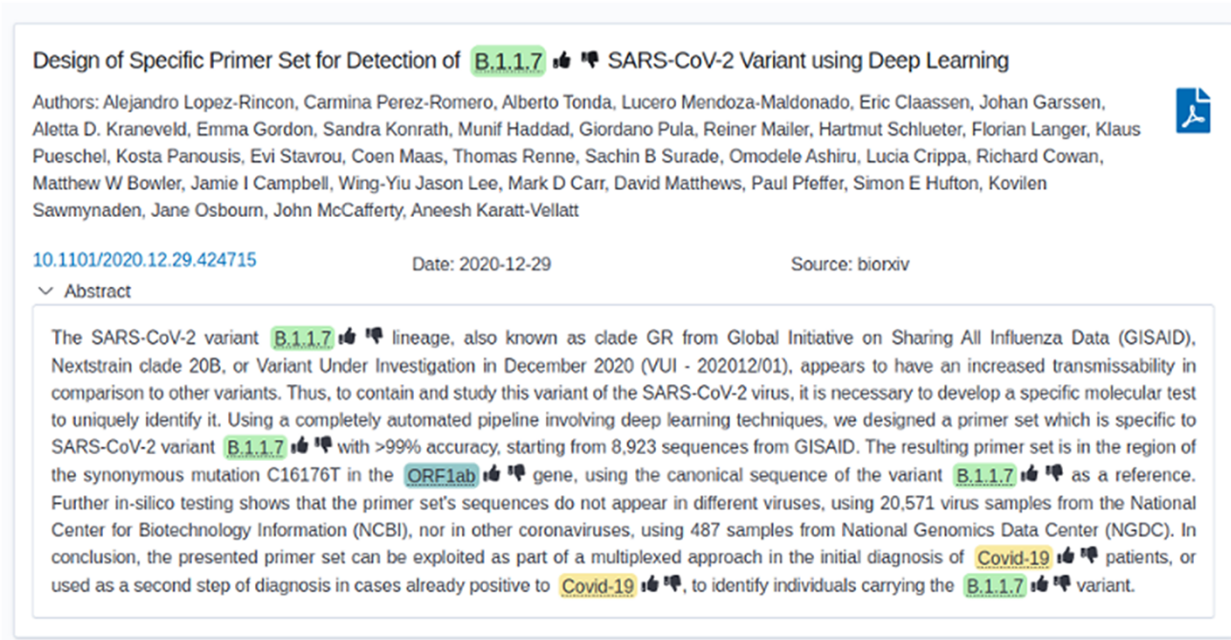 Design of Specific Primer Set for Detection of B.1.1.7 SARS-CoV-2 Variant using Deep Learning
Authors: Alejandro Lopez-Rincon, Carmina Perez-Romero, Alberto Tonda, Lucero Mendoza-Maldonado, Eric Claassen, Johan Garssen,
Aletta D. Kraneveld, Emma Gordon, Sandra Konrath, Munif Haddad, Giordano Pula, Reiner Mailer, Hartmut Schlueter, Florian Langer, Klaus
Pueschel, Kosta Panousis, Evi Stavrou, Coen Maas, Thomas Renne, Sachin B Surade, Omodele Ashiru, Lucia Crippa, Richard Cowan,
Matthew W Bowler, Jamie I Campbell, Wing-Yiu Jason Lee, Mark D Carr, David Matthews, Paul Pfeffer, Simon E Hufton, Kovilen
Sawmynaden, Jane Osbourn, John McCafferty, Aneesh Karatt-Vellatt
10.1101/2020.12.29.424715 Date: 2020-12-29 Source: biorxiv
Abstract
The SARS-CoV-2 variant B.1.1.7 lineage, also known as clade GR from Global Initiative on Sharing All Influenza Data (GISAID),
Nextstrain clade 20B, or Variant Under Investigation in December 2020 (VUI - 202012/01), appears to have an increased transmissability in
comparison to other variants. Thus, to contain and study this variant of the SARS-CoV-2 virus, it is necessary to develop a specific molecular test
to uniquely identify it. Using a completely automated pipeline involving deep learning techniques, we designed a primer set which is specific to
SARS-CoV-2 variant B.1.1.7 with >99% accuracy, starting from 8,923 sequences from GISAID. The resulting primer set is in the region of
the synonymous mutation C16176T in the ORF1ab gene, using the canonical sequence of the variant B.1.1.7 as a reference.
Further in-silico testing shows that the primer set's sequences do not appear in different viruses, using 20,571 virus samples from the National
Center for Biotechnology Information (NCBI), nor in other coronaviruses, using 487 samples from National Genomics Data Center (NGDC). In
conclusion, the presented primer set can be exploited as part of a multiplexed approach in the initial diagnosis of Covid-19 patients, or
used as a second step of diagnosis in cases already positive to Covid-19, to identify individuals carrying the B.1.1.7 variant.